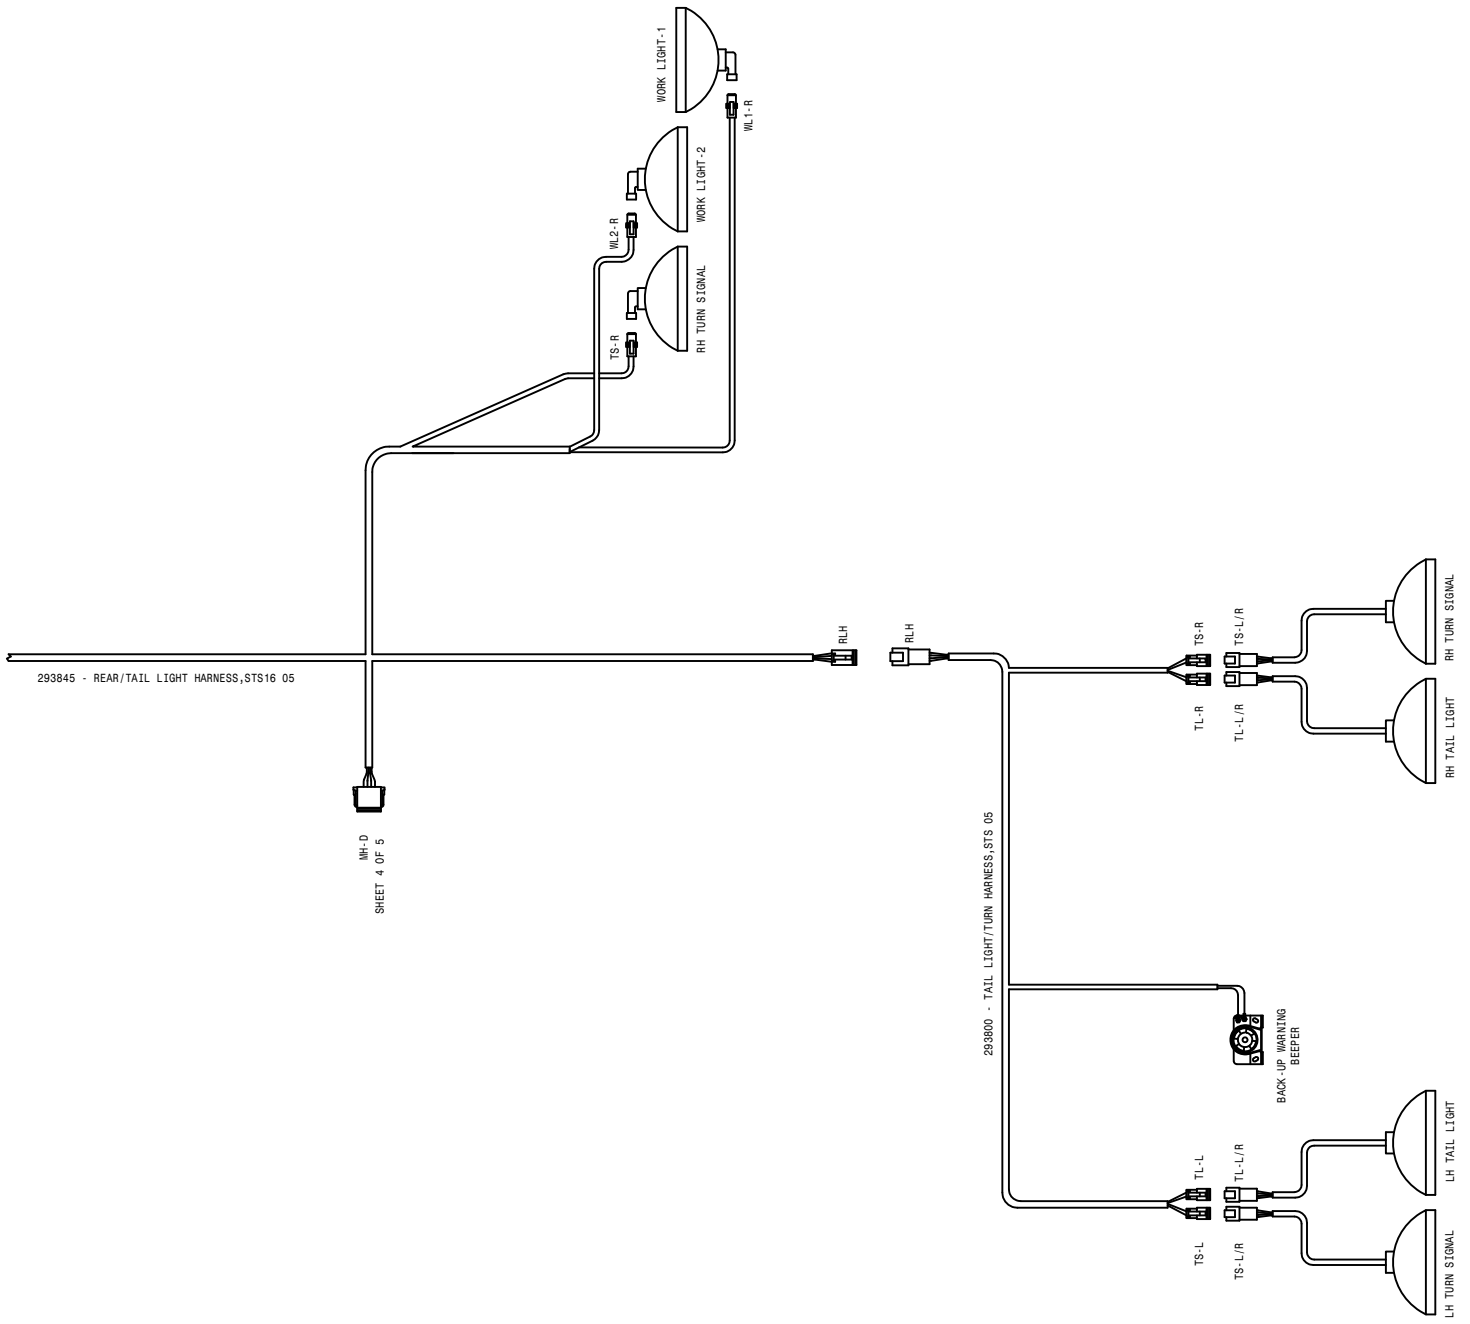 WORK LIGHT-1
WL1-R
WORK LIGHT-2
WL2-R
RH TURN SIGNAL
TS-R
293845 - REAR/TAIL LIGHT HARNESS,STS16 05
RLH
RLH
MH-D
SHEET 4 OF 5
TS-R
TS-L/R
RH TURN SIGNAL
TL-R
TL-L/R
RH TAIL LIGHT
293800 - TAIL LIGHT/TURN HARNESS,STS 05
BACK-UP WARNING
BEEPER
TL-L
TL-L/R
LH TAIL LIGHT
TS-L
TS-L/R
LH TURN SIGNAL